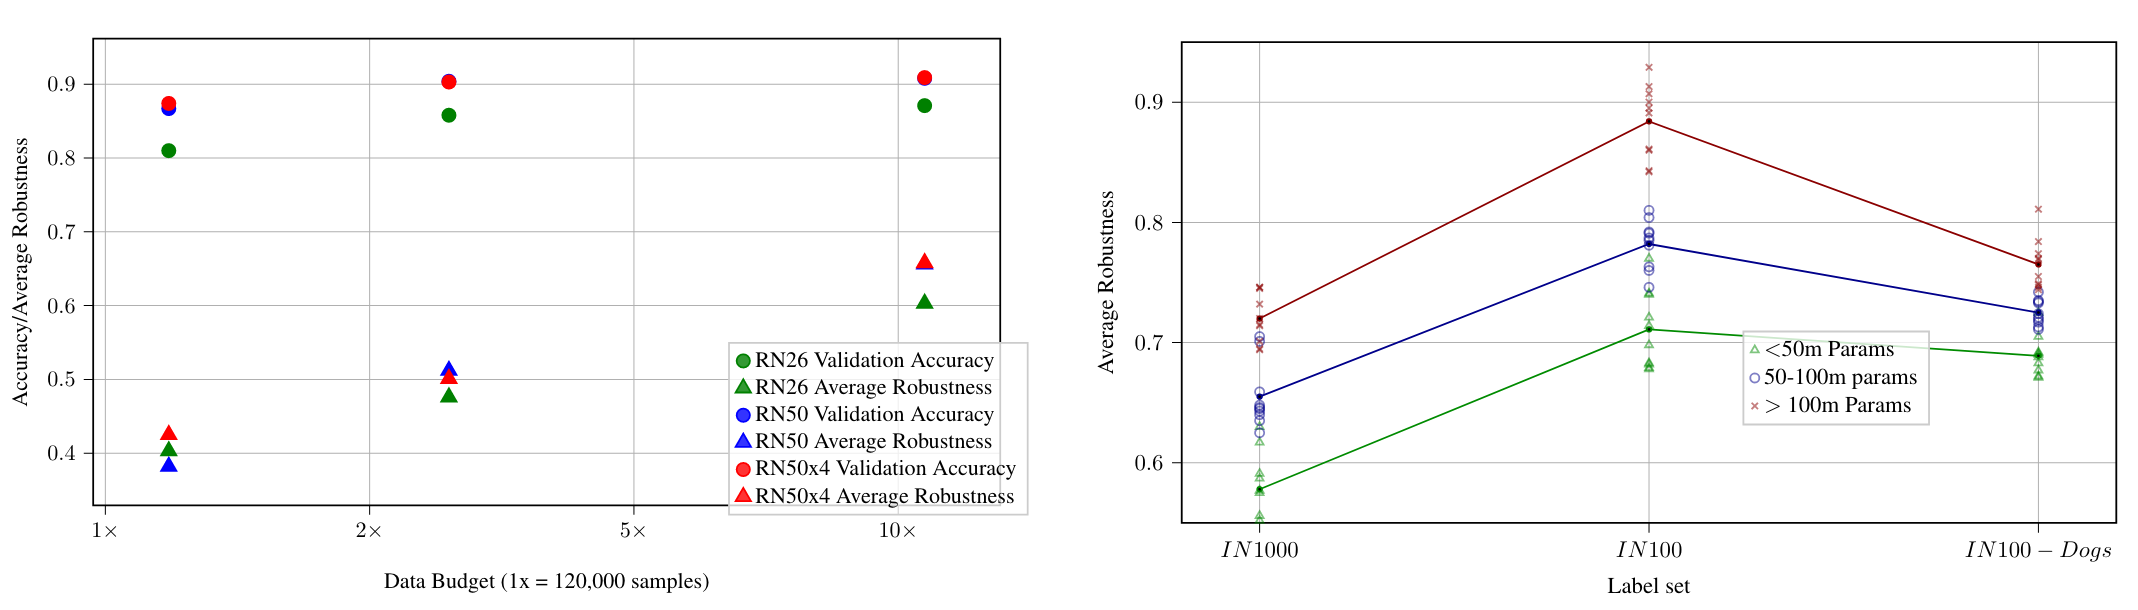 Accuracy/Average Robustness
0.9
0.8
0.7
0.6
0.5
0.4
RN26 Validation Accuracy
RN26 Average Robustness
RN50 Validation Accuracy
RN50 Average Robustness
RN50x4 Validation Accuracy
RN50x4 Average Robustness
1× 2× 5× 10×
Data Budget (1x = 120,000 samples)
Average Robustness
0.9
0.8
0.7
0.6
<50m Params
50-100m params
> 100m Params
IN1000 IN100 IN100 − Dogs
Label set